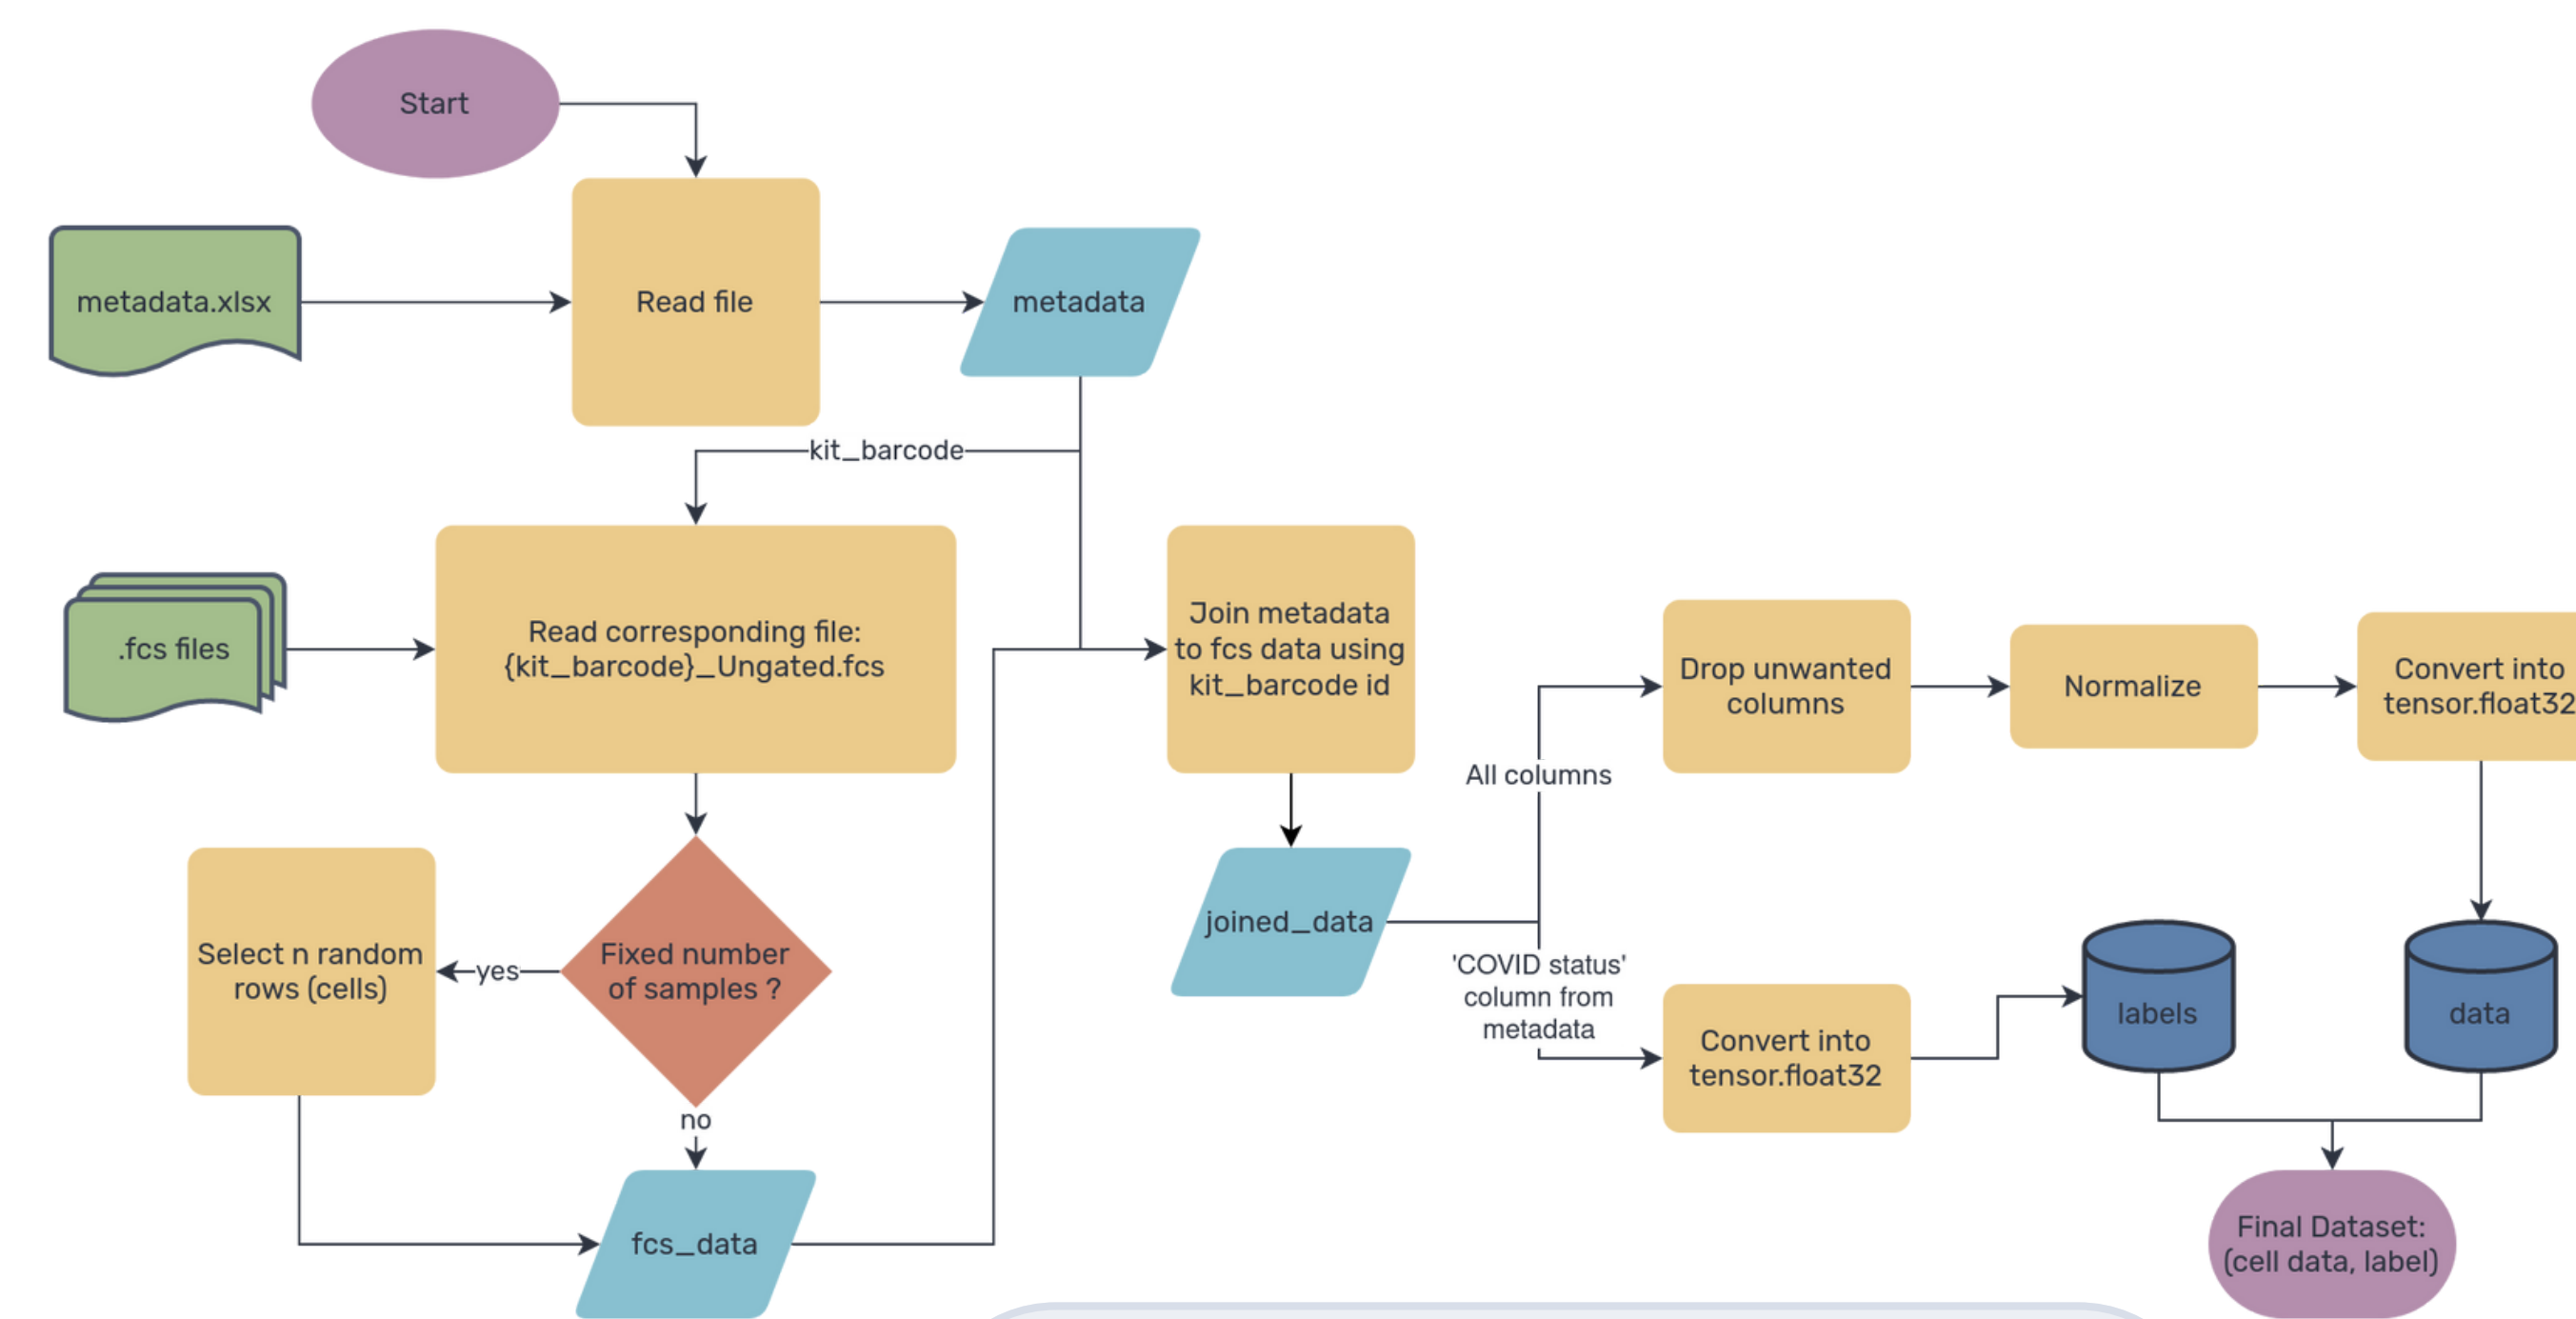 Start
metadata.xlsx
Read file
metadata
kit_barcode
.fcs files
Read corresponding file:
{kit_barcode}_Ungated.fcs
Join metadata
to fcs data using
kit_barcode id
Drop unwanted
columns
Normalize
Convert into
tensor.float32
All columns
Select n random
rows (cells)
yes
Fixed number
of samples ?
joined_data
'COVID status'
column from
metadata
Convert into
tensor.float32
labels
data
no
fcs_data
Final Dataset:
(cell data, label)